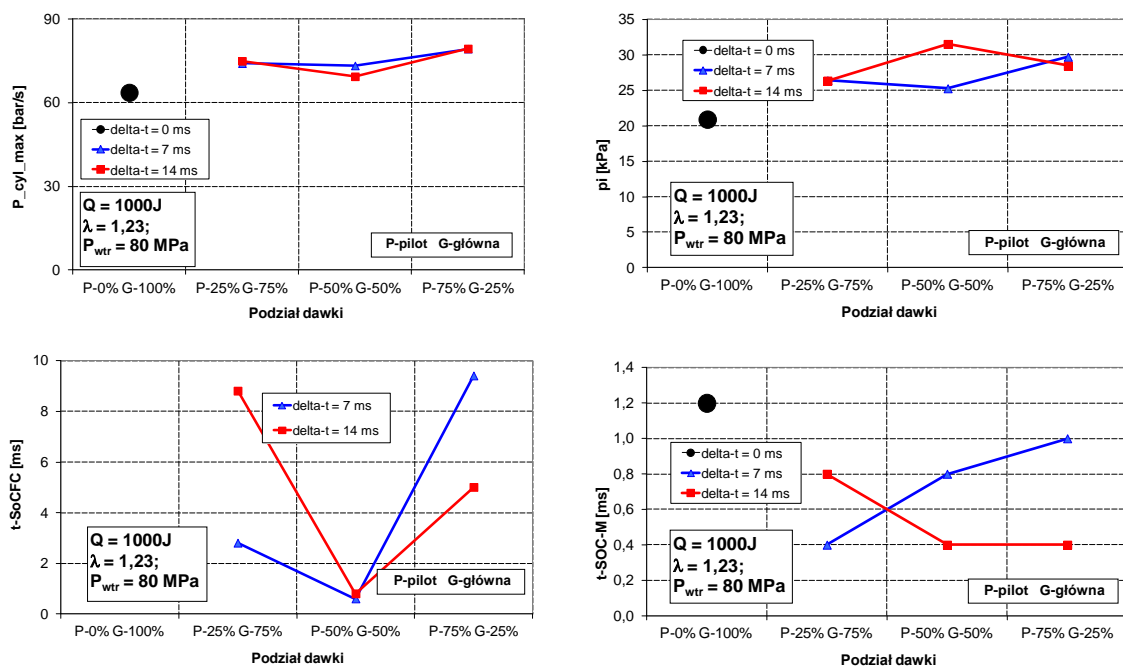 90
60
30
0
P_cyl_max [bar/s]
delta-t = 0 ms
delta-t = 7 ms
delta-t = 14 ms
Q = 1000J
λ = 1,23;
Pwtr = 80 MPa
P-pilot G-główna
P-0% G-100% P-25% G-75% P-50% G-50% P-75% G-25%
Podział dawki
35
30
25
20
15
10
5
0
pi [kPa]
delta-t = 0 ms
delta-t = 7 ms
delta-t = 14 ms
Q = 1000J
λ = 1,23;
Pwtr = 80 MPa
P-pilot G-główna
P-0% G-100% P-25% G-75% P-50% G-50% P-75% G-25%
Podział dawki
10
8
6
4
2
0
t-SoCFC [ms]
delta-t = 7 ms
delta-t = 14 ms
Q = 1000J
λ = 1,23;
Pwtr = 80 MPa
P-pilot G-główna
P-0% G-100% P-25% G-75% P-50% G-50% P-75% G-25%
Podział dawki
1,4
1,2
1,0
0,8
0,6
0,4
0,2
0,0
t-SOC-M [ms]
delta-t = 0 ms
delta-t = 7 ms
delta-t = 14 ms
Q = 1000J
λ = 1,23;
Pwtr = 80 MPa
P-pilot G-główna
P-0% G-100% P-25% G-75% P-50% G-50% P-75% G-25%
Podział dawki